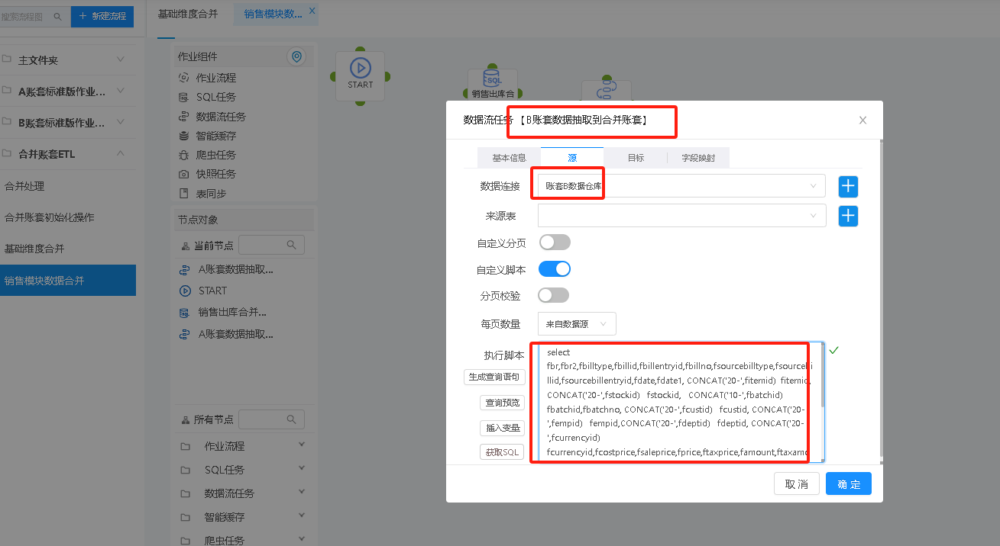 搜索流程图
+ 新建流程
基础维度合并
销售模块数...
主文件夹
A账套标准版作业...
B账套标准版作业...
合并账套ETL
合并处理
合并账套初始化操作
基础维度合并
销售模块数据合并
作业组件
作业流程
SQL任务
数据流任务
智能缓存
爬虫任务
快照任务
表同步
节点对象
当前节点
A账套数据抽取...
START
销售出库合并...
A账套数据抽取...
所有节点
作业流程
SQL任务
数据流任务
智能缓存
爬虫任务
START
SQL
销售出库合
数据流任务 【B账套数据抽取到合并账套】
基本信息
源
目标
字段映射
数据连接
账套B数据仓库
来源表
自定义分页
自定义脚本
分页校验
每页数量
来自数据源
执行脚本
生成查询语句
查询预览
插入变量
获取SQL
select
fbr,fbr2,fbilltype,fbillid,fbillentryid,fbillno,fsourcebilltype,fsourcebi
llid,fsourcebillentryid,fdate,fdate1, CONCAT('20-',fitemid) fitemid,
CONCAT('20-',fstockid) fstockid, CONCAT('10-',fbatchid)
fbatchid,fbatchno, CONCAT('20-',fcustid) fcustid, CONCAT('20-
',fempid) fempid,CONCAT('20-',fdeptid) fdeptid, CONCAT('20-
',fcurrencyid)
fcurrencyid,fcostprice,fsaleprice,fprice,ftaxprice,famount,ftaxamo
取 消
确 定